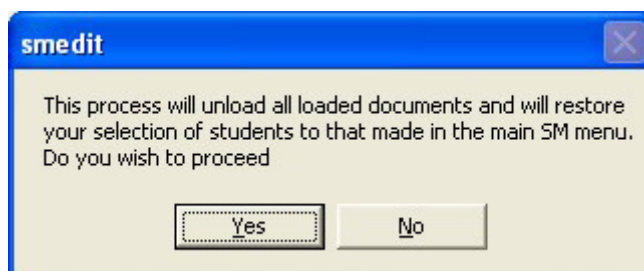 smedit
This process will unload all loaded documents and will restore
your selection of students to that made in the main SM menu.
Do you wish to proceed
Yes
No